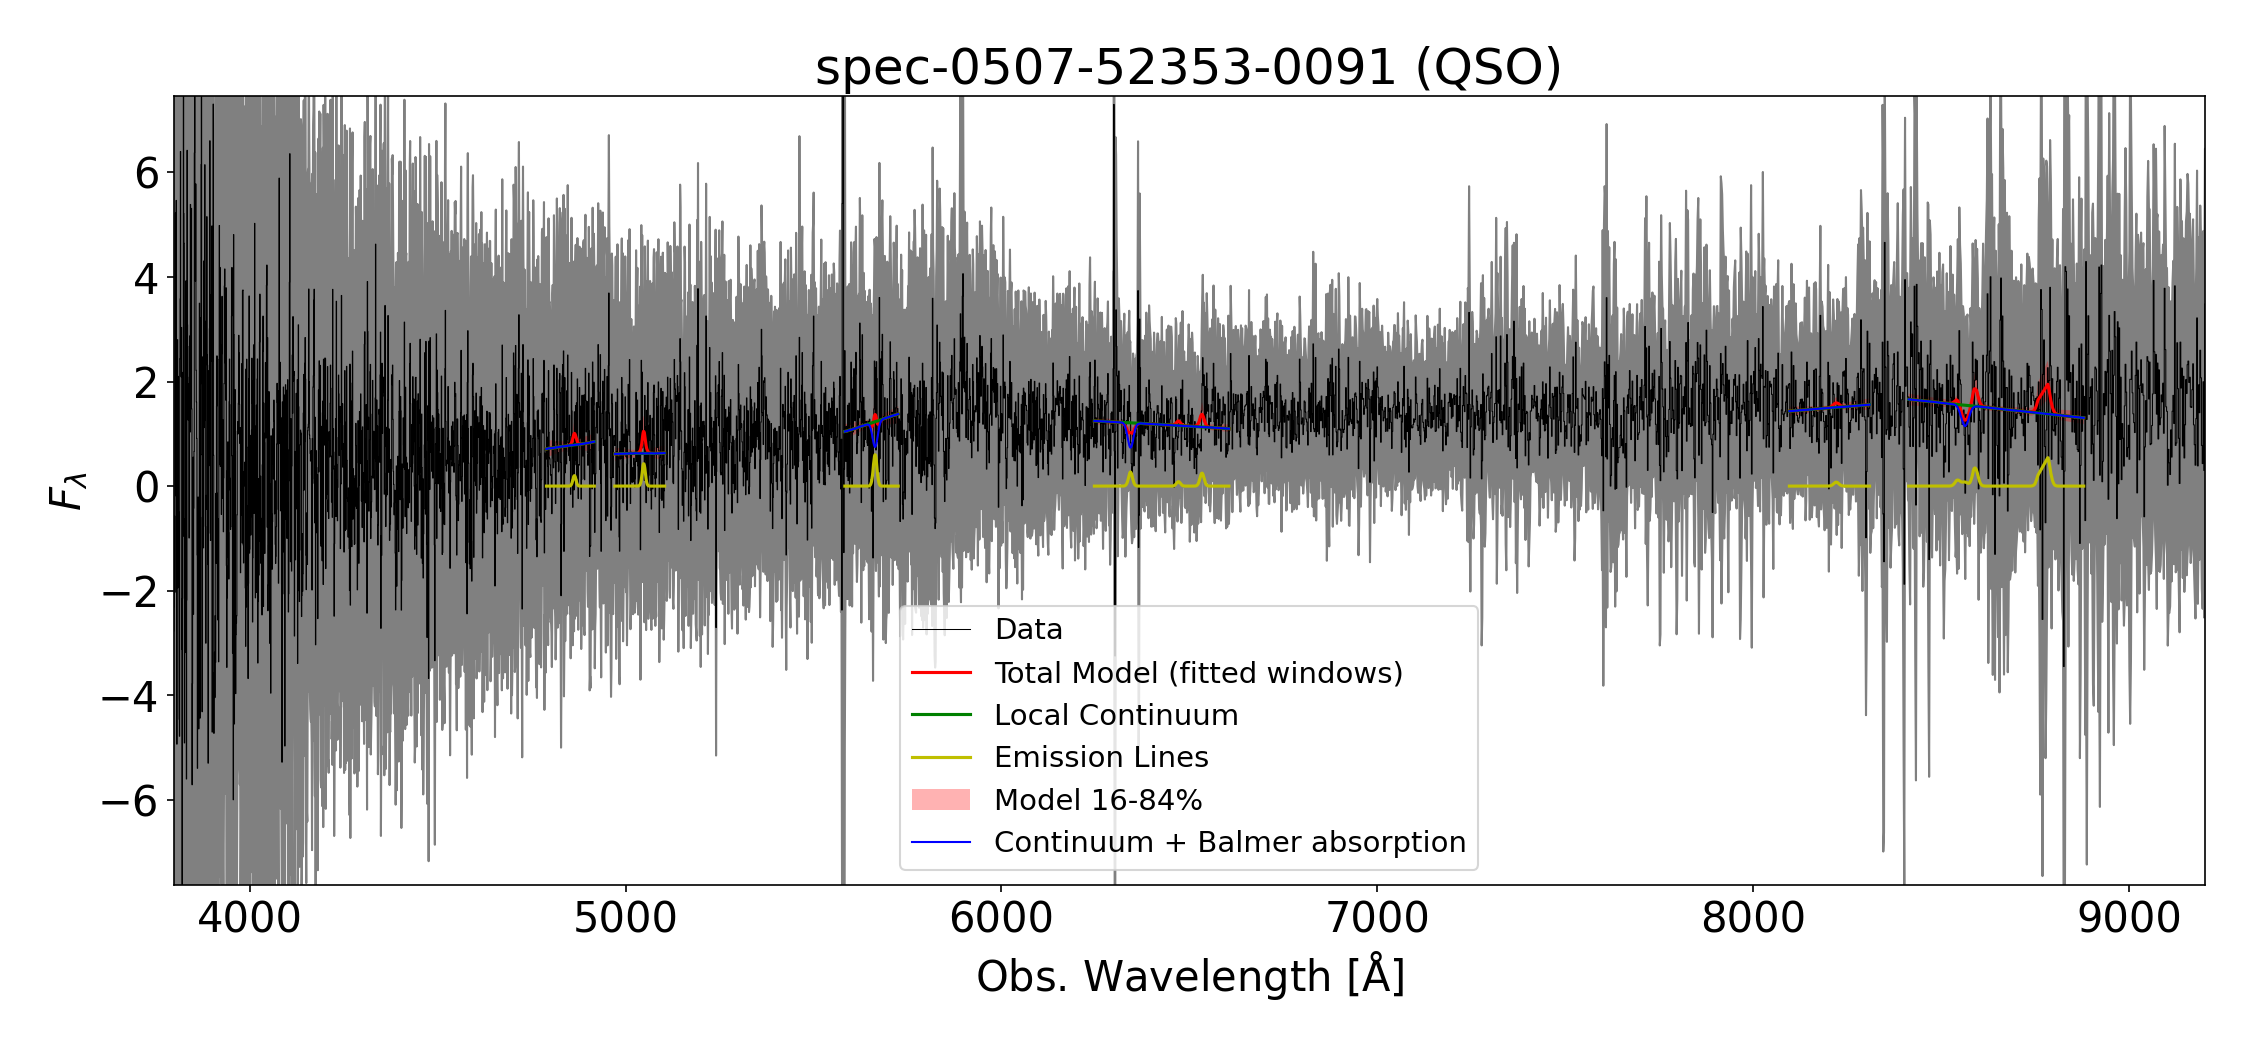 spec-0507-52353-0091 (QSO)
6
4
2
0
−2
−4
−6
F_λ
Data
Total Model (fitted windows)
Local Continuum
Emission Lines
Model 16-84%
Continuum + Balmer absorption
4000 5000 6000 7000 8000 9000
Obs. Wavelength [Å]